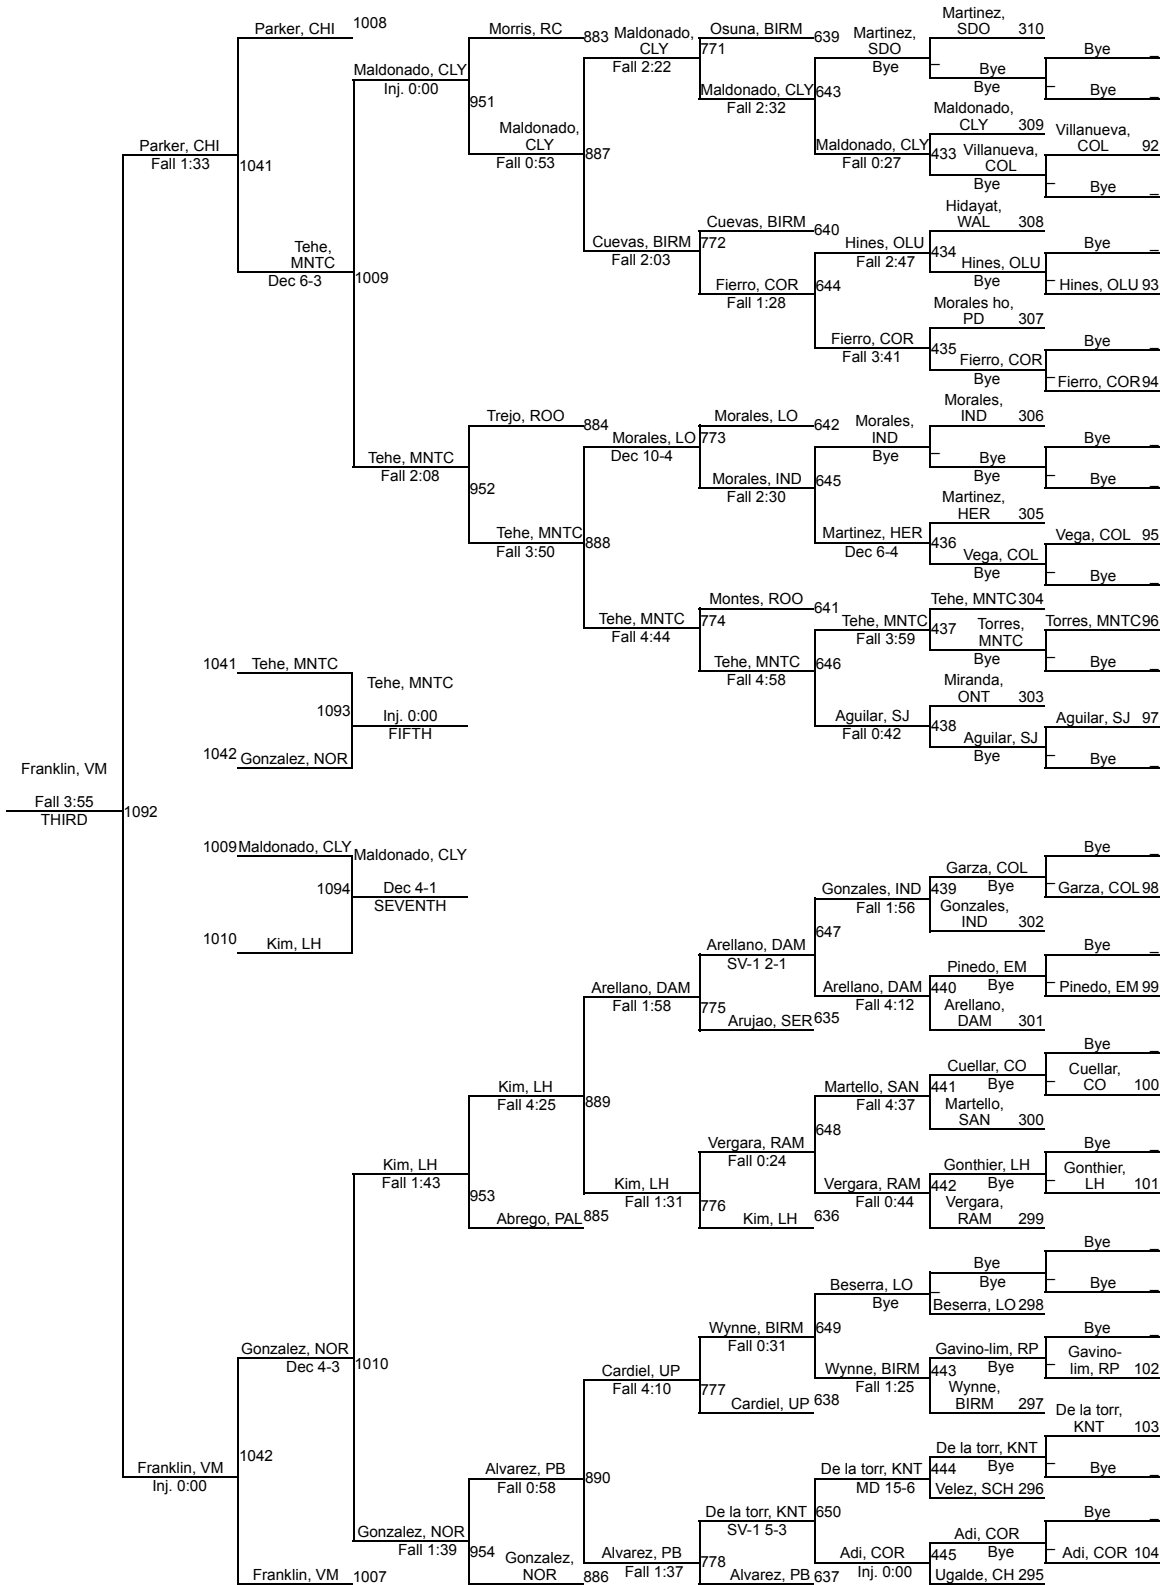 Parker, CHI 1008
Morris, RC 883
Maldonado, CLY
Fall 2:22
Osuna, BIRM 639
771
Martinez, SDO
Bye
Martinez, SDO 310
Bye _
_ Bye
Bye
_ Bye _
Maldonado, CLY
Inj. 0:00
951
Maldonado, CLY
Fall 0:53
887
Maldonado, CLY
Fall 2:32
643
Maldonado, CLY
Fall 0:27
Maldonado, CLY 309
433
Villanueva, COL
Bye
Villanueva, COL 92
_ Bye _
Parker, CHI
Fall 1:33
1041
Cuevas, BIRM
Fall 2:03
Cuevas, BIRM 640
772
Hines, OLU
Fall 2:47
Hidayat, WAL 308
434
Hines, OLU
Bye
Bye _
_ Hines, OLU 93
Tehe, MNTC
Dec 6-3
1009
Fierro, COR
Fall 1:28
644
Fierro, COR
Fall 3:41
Morales ho, PD 307
435
Fierro, COR
Bye
Bye _
_ Fierro, COR 94
Tehe, MNTC
Fall 2:08
952
Trejo, ROO 884
Morales, LO
Dec 10-4
Morales, LO 642
773
Morales, IND
Bye
Morales, IND 306
_ Bye
Bye
Bye _
_ Bye _
Morales, IND
Fall 2:30
645
Martinez, HER
Dec 6-4
Martinez, HER 305
436
Vega, COL
Bye
Vega, COL 95
_ Bye _
Tehe, MNTC
Fall 3:50
888
Tehe, MNTC
Fall 4:44
Montes, ROO 641
774
Tehe, MNTC
Fall 3:59
Tehe, MNTC 304
437
Torres, MNTC
Bye
Torres, MNTC 96
_ Bye _
Tehe, MNTC
Fall 4:58
646
Aguilar, SJ
Fall 0:42
Miranda, ONT 303
438
Aguilar, SJ
Bye
Aguilar, SJ 97
_ Bye _
1041 Tehe, MNTC
1093
Tehe, MNTC
Inj. 0:00
FIFTH
1042 Gonzalez, NOR
Franklin, VM
Fall 3:55
THIRD
1092
1009 Maldonado, CLY
1094
Maldonado, CLY
Dec 4-1
SEVENTH
1010 Kim, LH
Gonzales, IND
Fall 1:56
Garza, COL
439 Bye
Gonzales, IND 302
Bye _
_ Garza, COL 98
Arellano, DAM
SV-1 2-1
647
Arellano, DAM
Fall 4:12
Pinedo, EM
440 Bye
Arellano, DAM 301
Bye _
_ Pinedo, EM 99
Arellano, DAM
Fall 1:58
775
Arujao, SER 635
Kim, LH
Fall 4:25
889
Martello, SAN
Fall 4:37
Cuellar, CO
441 Bye
Martello, SAN 300
Bye _
_ Cuellar, CO 100
Vergara, RAM
Fall 0:24
648
Vergara, RAM
Fall 0:44
Gonthier, LH
442 Bye
Vergara, RAM 299
Bye _
_ Gonthier, LH 101
Kim, LH
Fall 1:43
953
Abrego, PAL 885
Kim, LH
Fall 1:31
776
Kim, LH 636
Beserra, LO
Bye
Bye
_ Bye
Beserra, LO 298
Bye _
_ Bye _
Gonzalez, NOR
Dec 4-3
1010
Wynne, BIRM
Fall 0:31
649
Wynne, BIRM
Fall 1:25
Gavino-lim, RP
443 Bye
Wynne, BIRM 297
Bye _
_ Gavino-lim, RP 102
Cardiel, UP
Fall 4:10
777
Cardiel, UP 638
Franklin, VM
Inj. 0:00
1042
Alvarez, PB
Fall 0:58
890
De la torr, KNT
MD 15-6
De la torr, KNT
444 Bye
Velez, SCH 296
De la torr, KNT 103
_ Bye _
Gonzalez, NOR
Fall 1:39
954
Gonzalez, NOR 886
Alvarez, PB
Fall 1:37
De la torr, KNT
SV-1 5-3
650
778
Alvarez, PB 637
Adi, COR
Inj. 0:00
Adi, COR
445 Bye
Ugalde, CH 295
Bye _
_ Adi, COR 104
Franklin, VM 1007